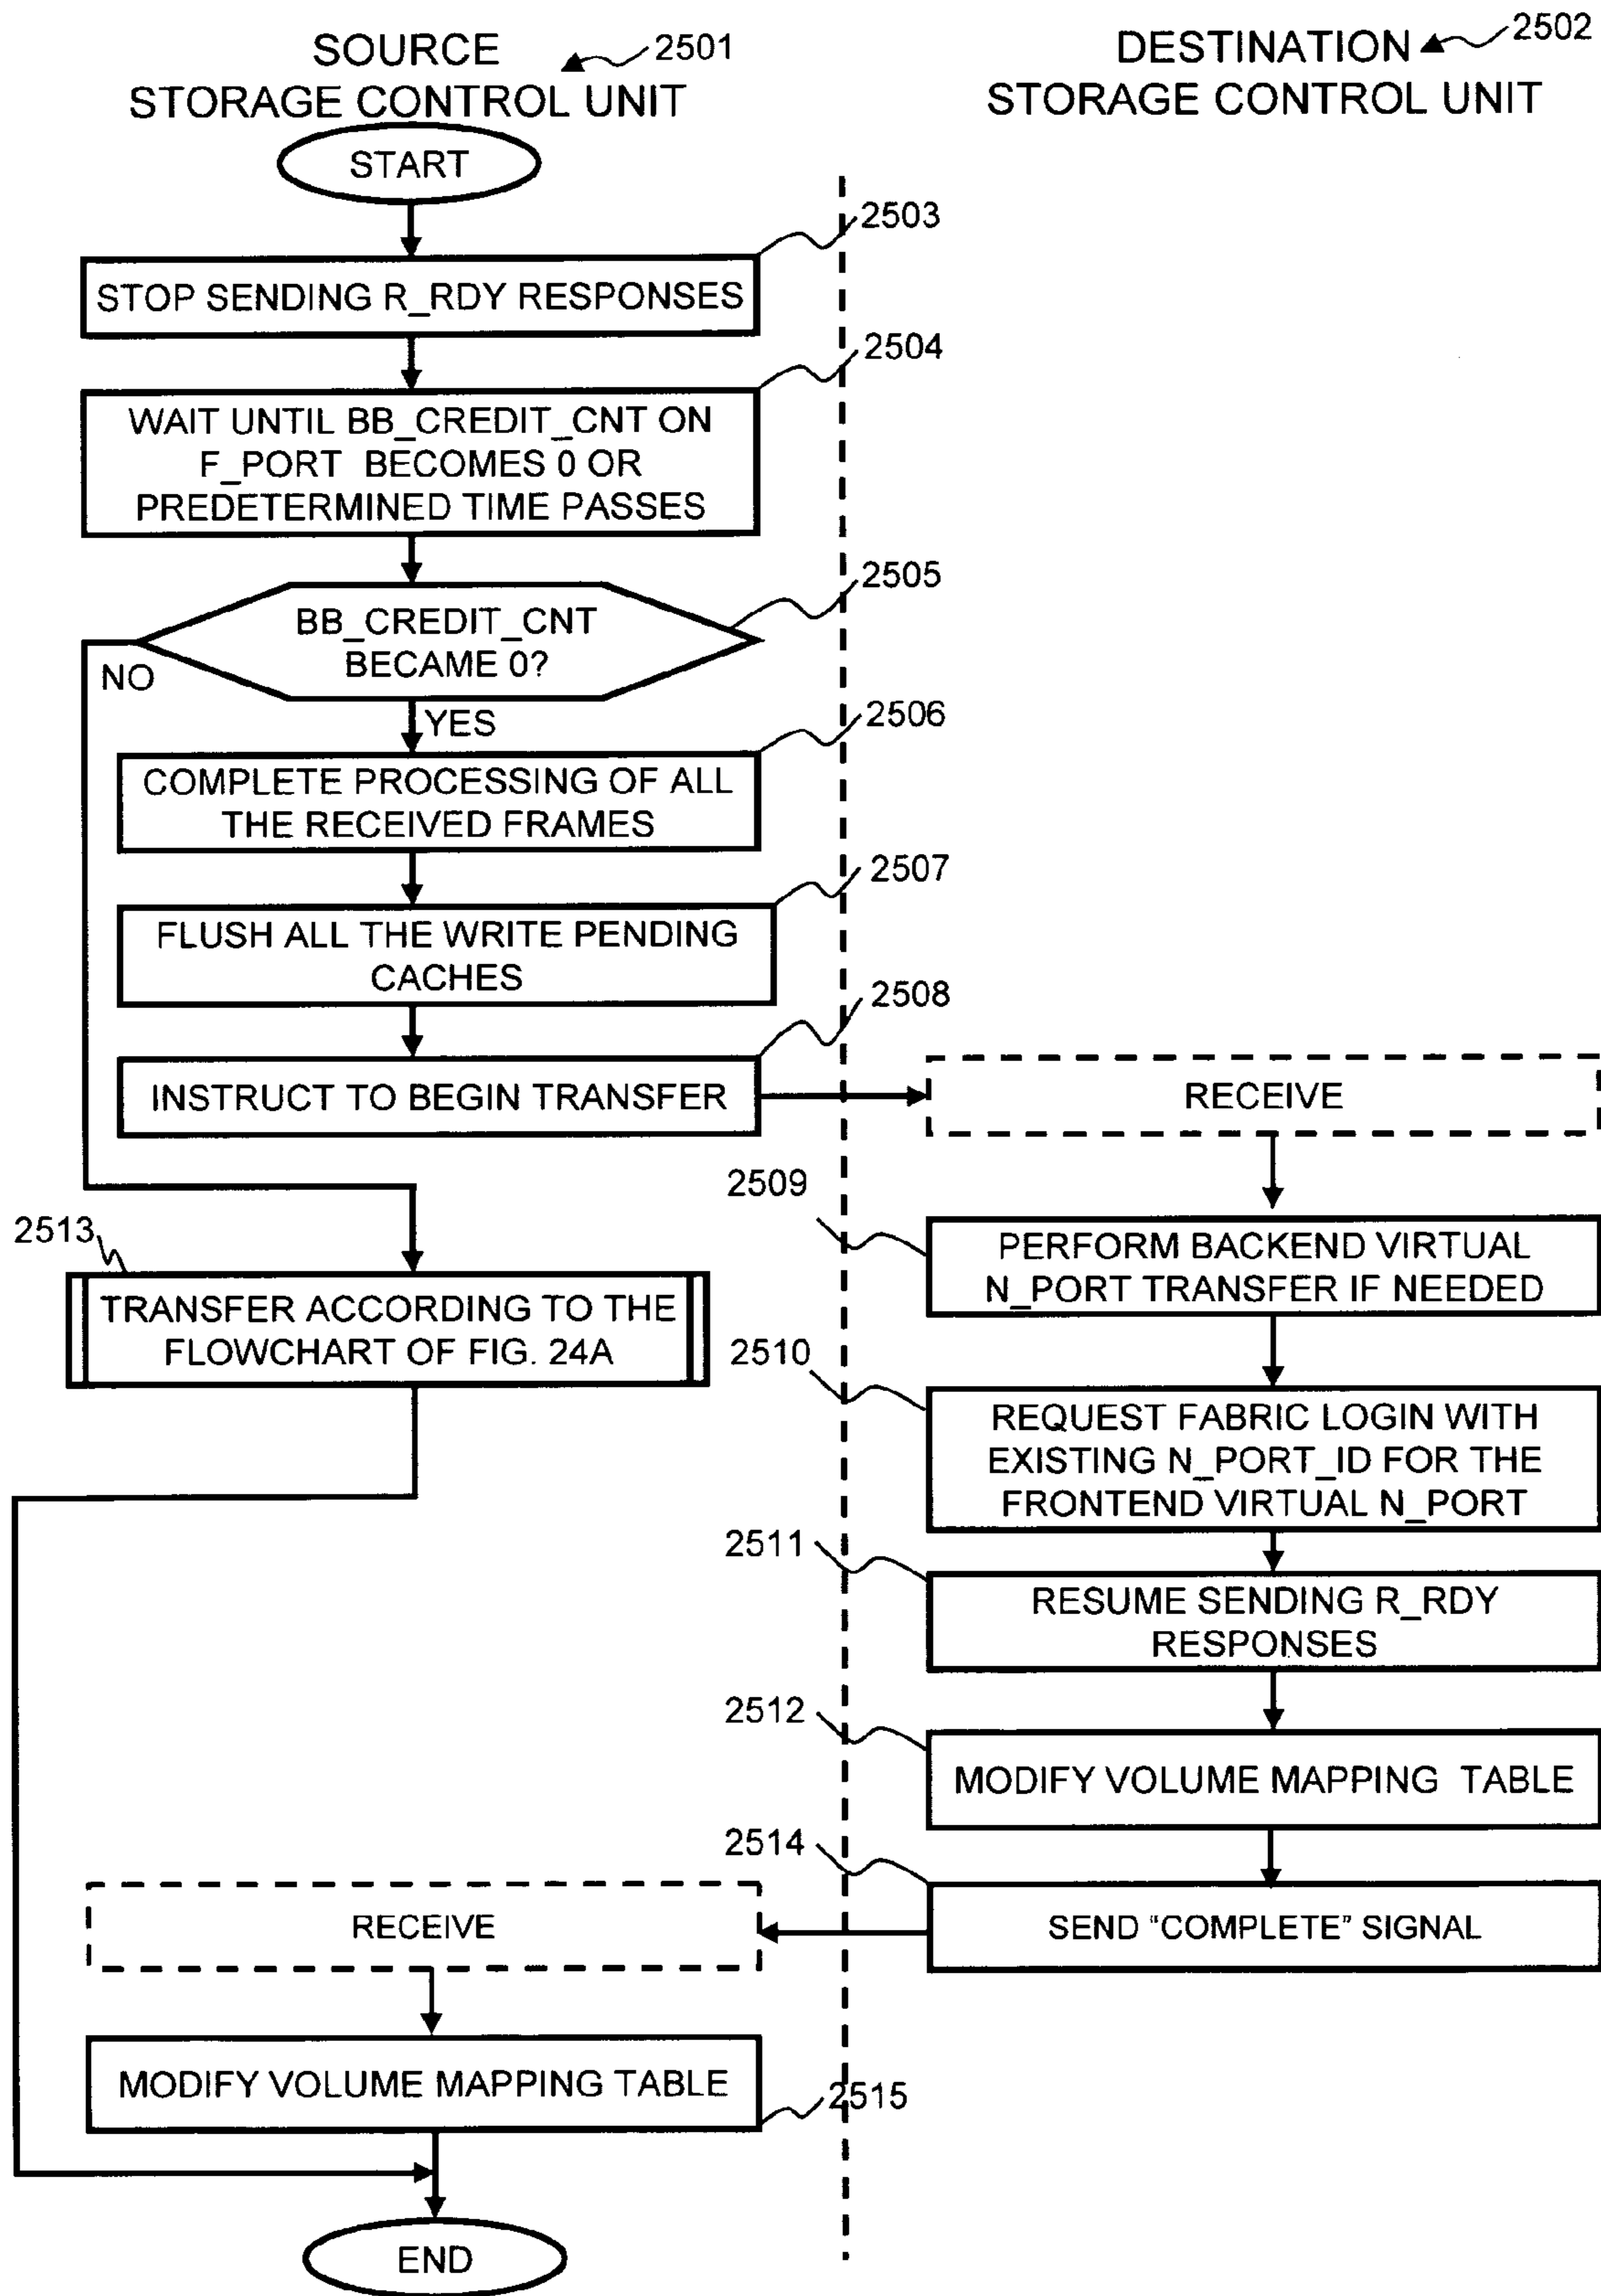 SOURCE
STORAGE CONTROL UNIT
2501
DESTINATION
STORAGE CONTROL UNIT
2502
START
2503
STOP SENDING R_RDY RESPONSES
2504
WAIT UNTIL BB_CREDIT_CNT ON
F_PORT BECOMES 0 OR
PREDETERMINED TIME PASSES
2505
BB_CREDIT_CNT
BECAME 0?
NO
YES
2506
COMPLETE PROCESSING OF ALL
THE RECEIVED FRAMES
2507
FLUSH ALL THE WRITE PENDING
CACHES
2508
INSTRUCT TO BEGIN TRANSFER
RECEIVE
2509
PERFORM BACKEND VIRTUAL
N_PORT TRANSFER IF NEEDED
2513
TRANSFER ACCORDING TO THE
FLOWCHART OF FIG. 24A
2510
REQUEST FABRIC LOGIN WITH
EXISTING N_PORT_ID FOR THE
FRONTEND VIRTUAL N_PORT
2511
RESUME SENDING R_RDY
RESPONSES
2512
MODIFY VOLUME MAPPING TABLE
2514
SEND "COMPLETE" SIGNAL
RECEIVE
MODIFY VOLUME MAPPING TABLE
2515
END